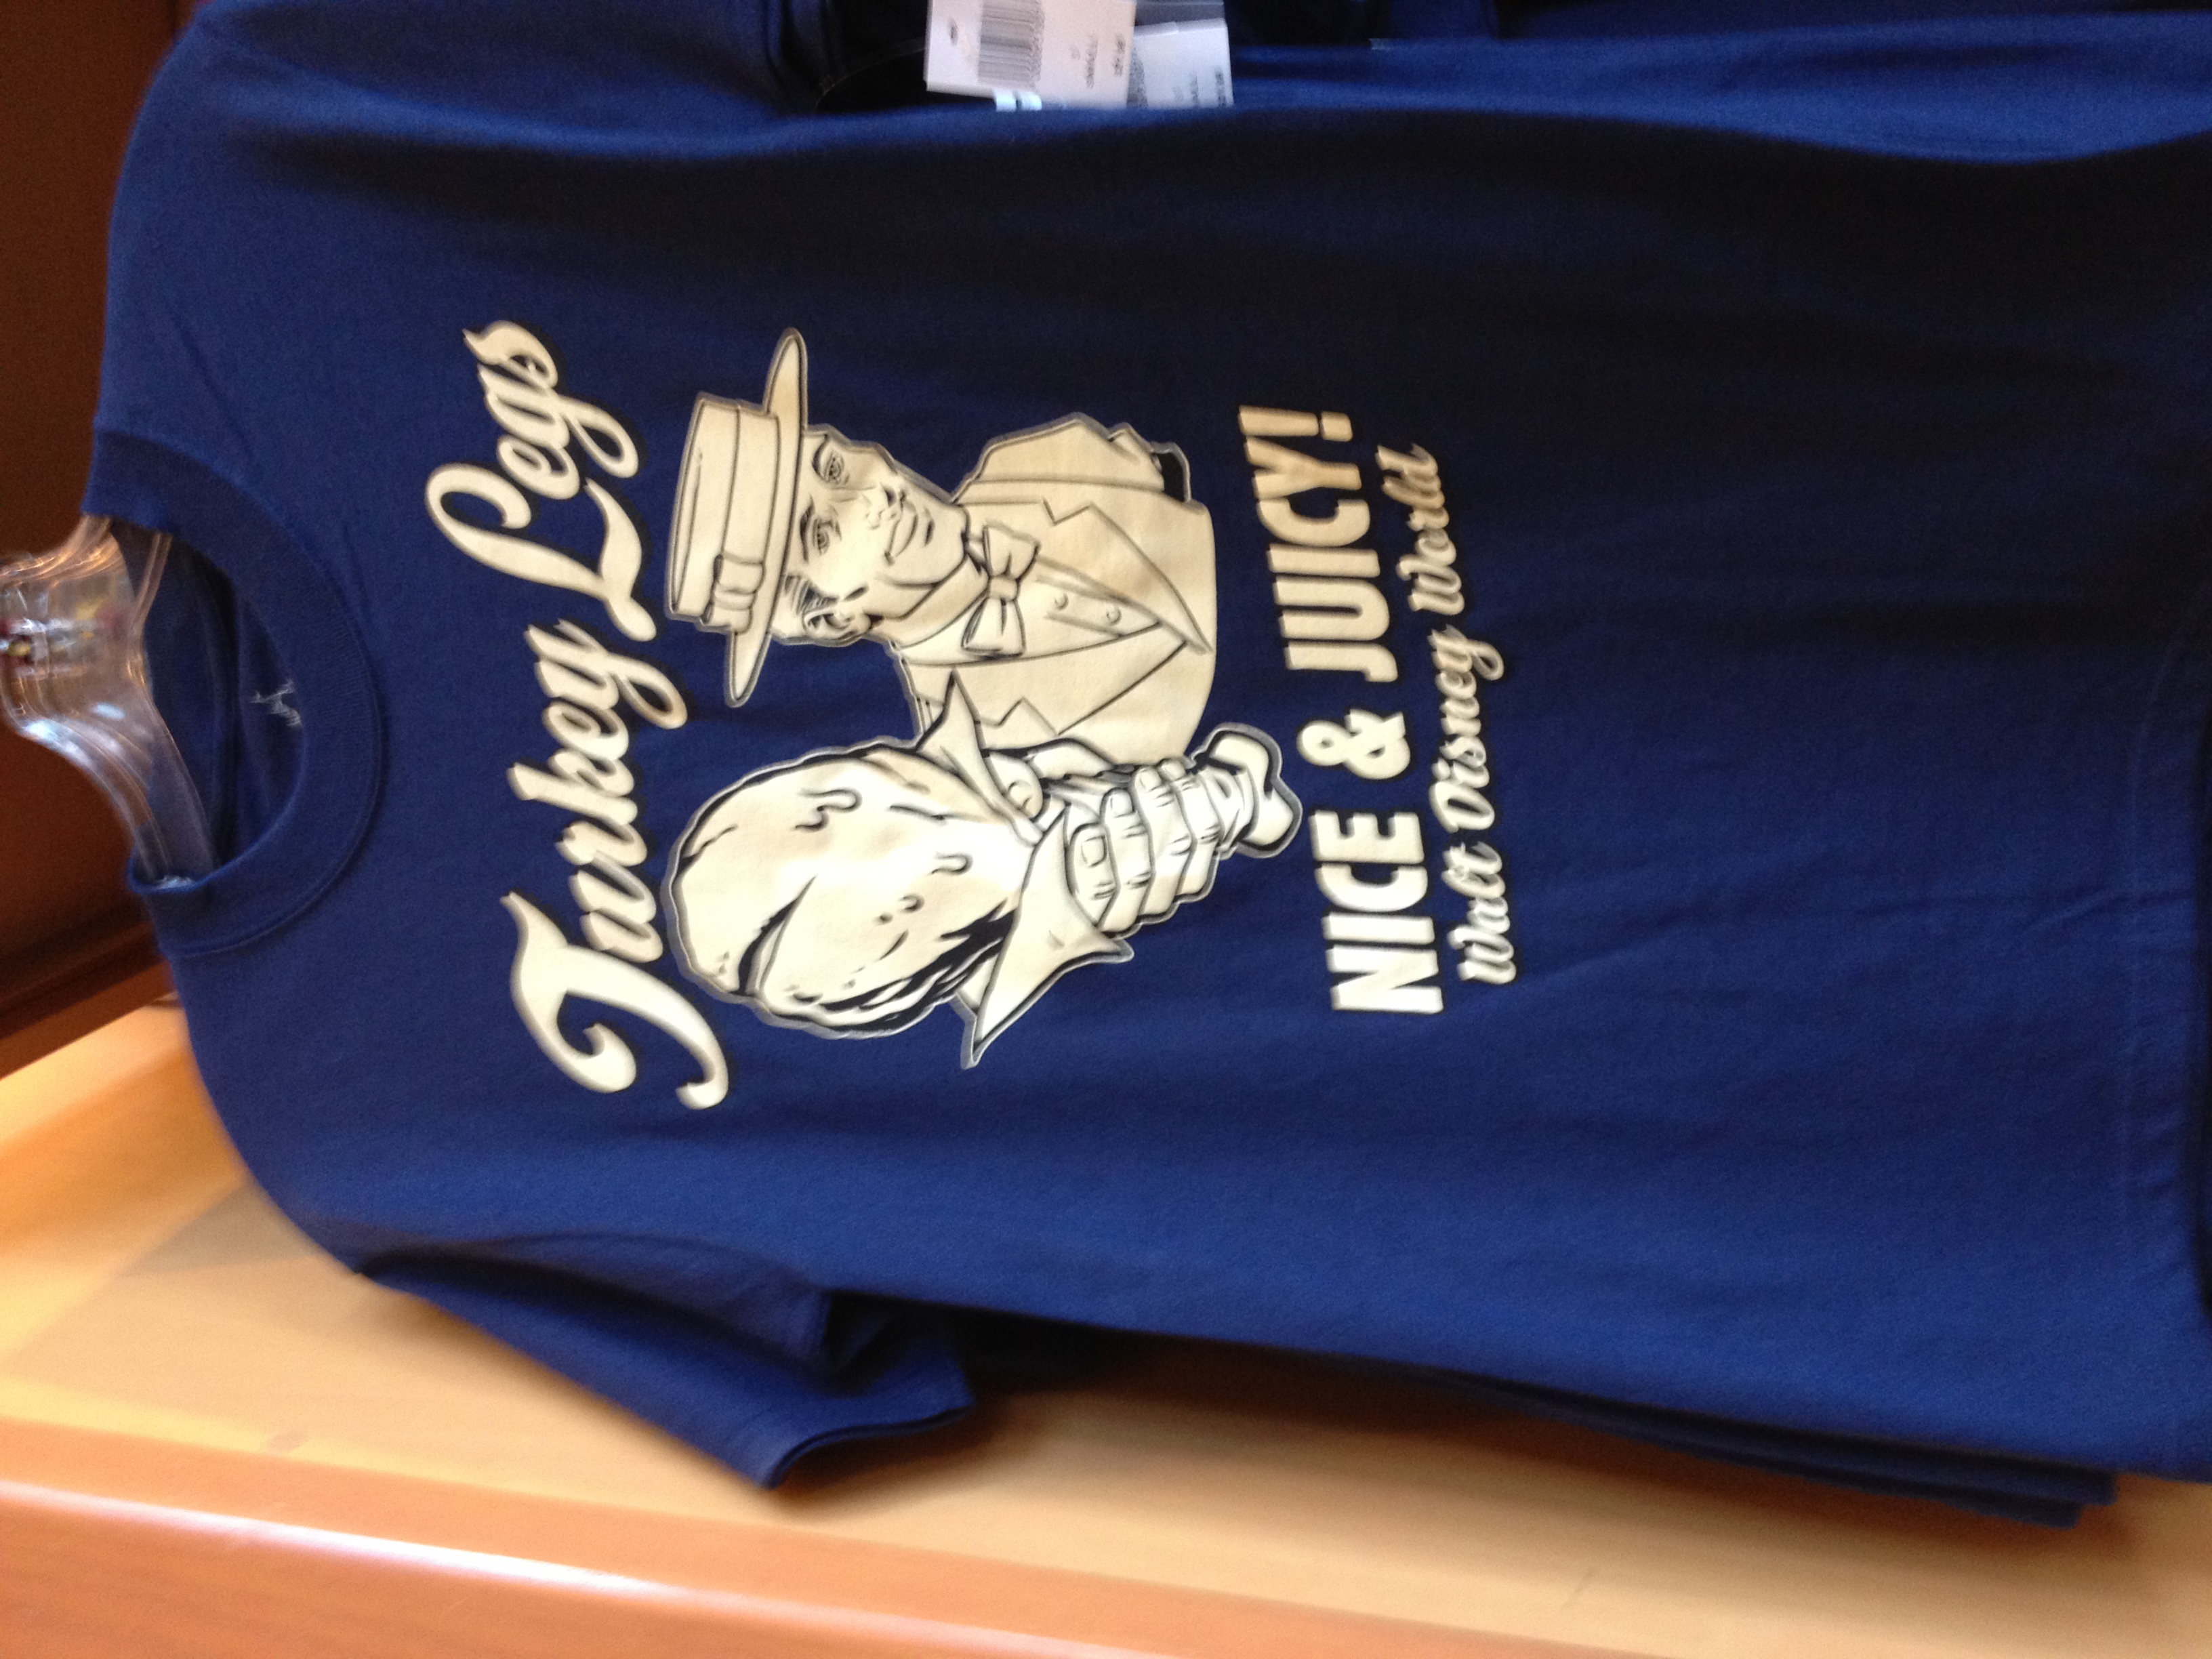 Turkey Legs
NICE & JUICY!
Walt Disney World